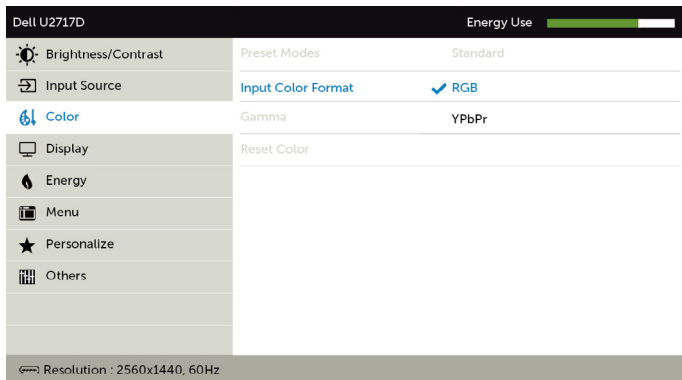 Dell U2717D Energy Use
Brightness/Contrast Preset Modes Standard
Input Source Input Color Format RGB
Color Gamma YPbPr
Display Reset Color
Energy
Menu
Personalize
Others
Resolution : 2560x1440, 60Hz